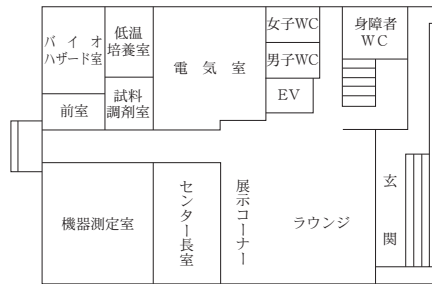 バイオ
ハザード室
低温
培養室
電気室
女子WC
男子WC
EV
身障者
WC
前室
試料
調剤室
機器測定室
センター長室
展示コーナー
ラウンジ
玄関